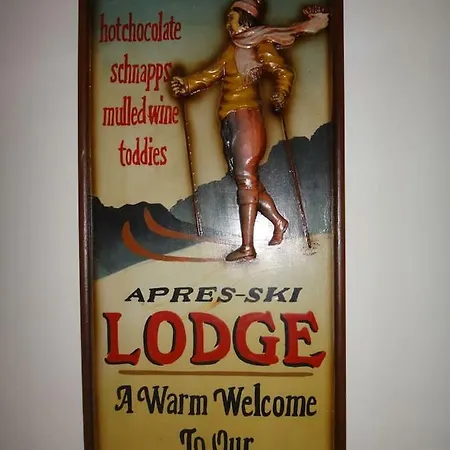 hotchocolate
schnapps
mulled wine
toddies
APRES-SKI
LODGE
A WARM WELCOME
TO OUR